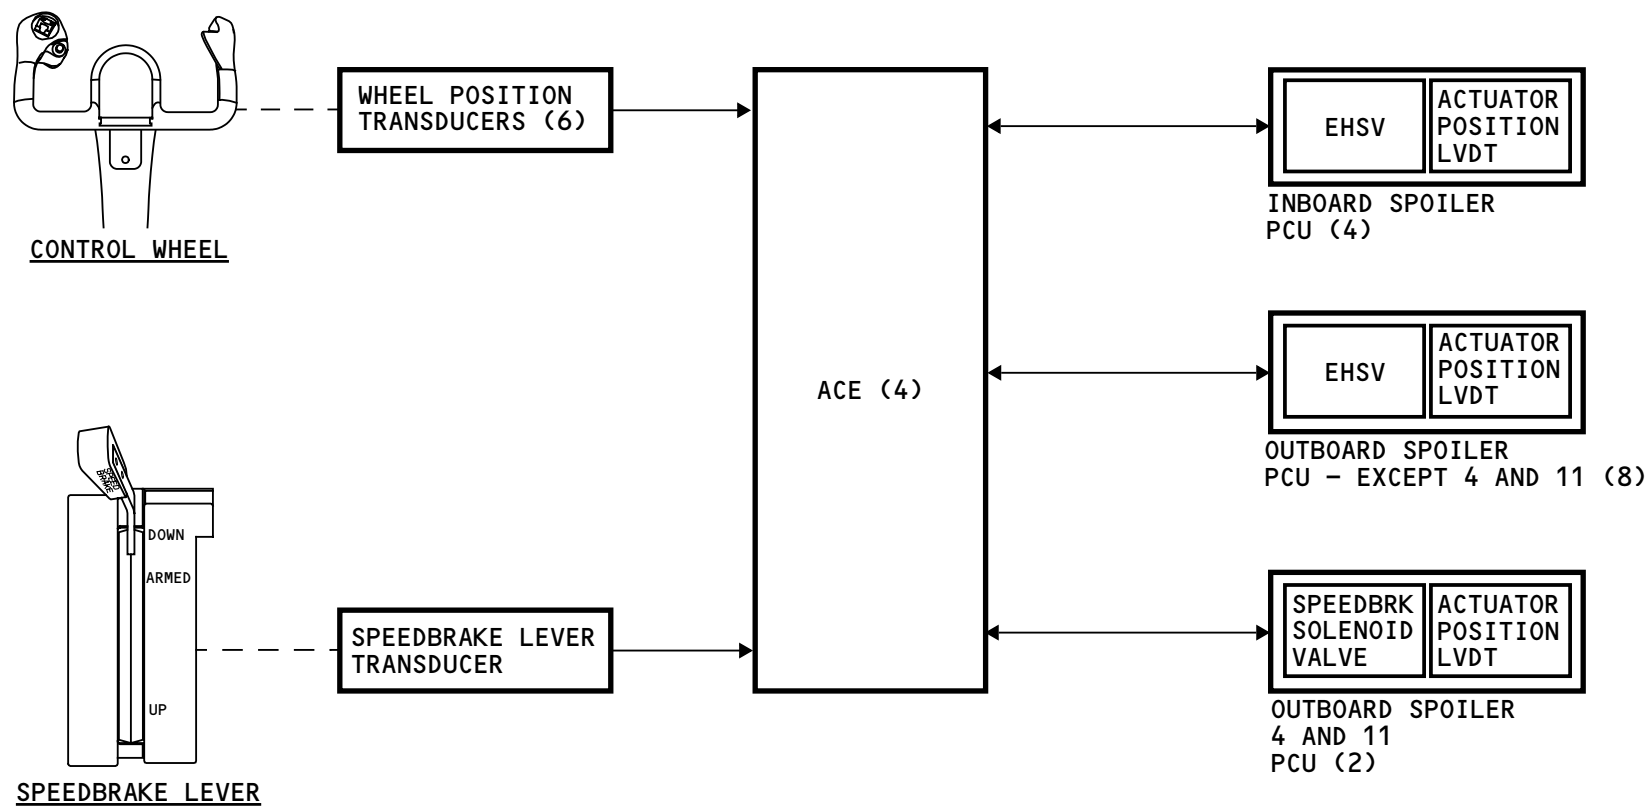 WHEEL POSITION
TRANSDUCERS (6)
CONTROL WHEEL
SPEED
BRAKE
DOWN
ARMED
UP
SPEEDBRAKE LEVER
SPEEDBRAKE LEVER
TRANSDUCER
ACE (4)
EHSV
ACTUATOR
POSITION
LVDT
INBOARD SPOILER
PCU (4)
EHSV
ACTUATOR
POSITION
LVDT
OUTBOARD SPOILER
PCU – EXCEPT 4 AND 11 (8)
SPEEDBRK
SOLENOID
VALVE
ACTUATOR
POSITION
LVDT
OUTBOARD SPOILER
4 AND 11
PCU (2)